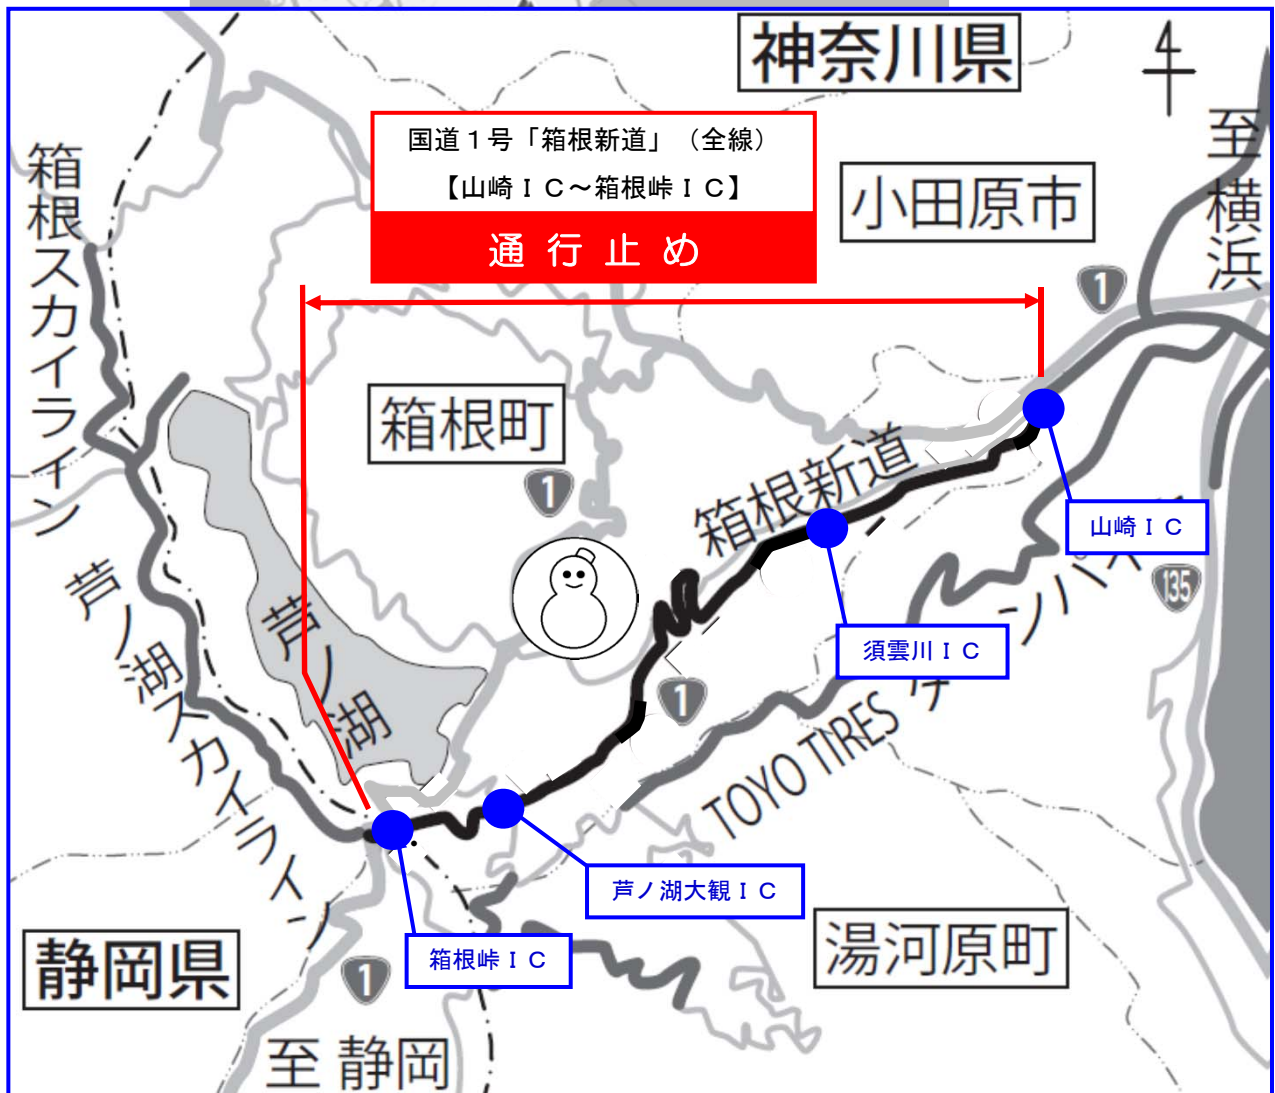 神奈川県
4
至横浜
国道１号「箱根新道」（全線）
【山崎ＩＣ～箱根峠ＩＣ】
通行止め
小田原市
1
箱根スカイライン
箱根町
1
箱根新道
山崎ＩＣ
135
須雲川ＩＣ
芦ノ湖
芦ノ湖スカイライン
1
TOYO TIRES
芦ノ湖大観ＩＣ
箱根峠ＩＣ
湯河原町
静岡県
1
至 静岡